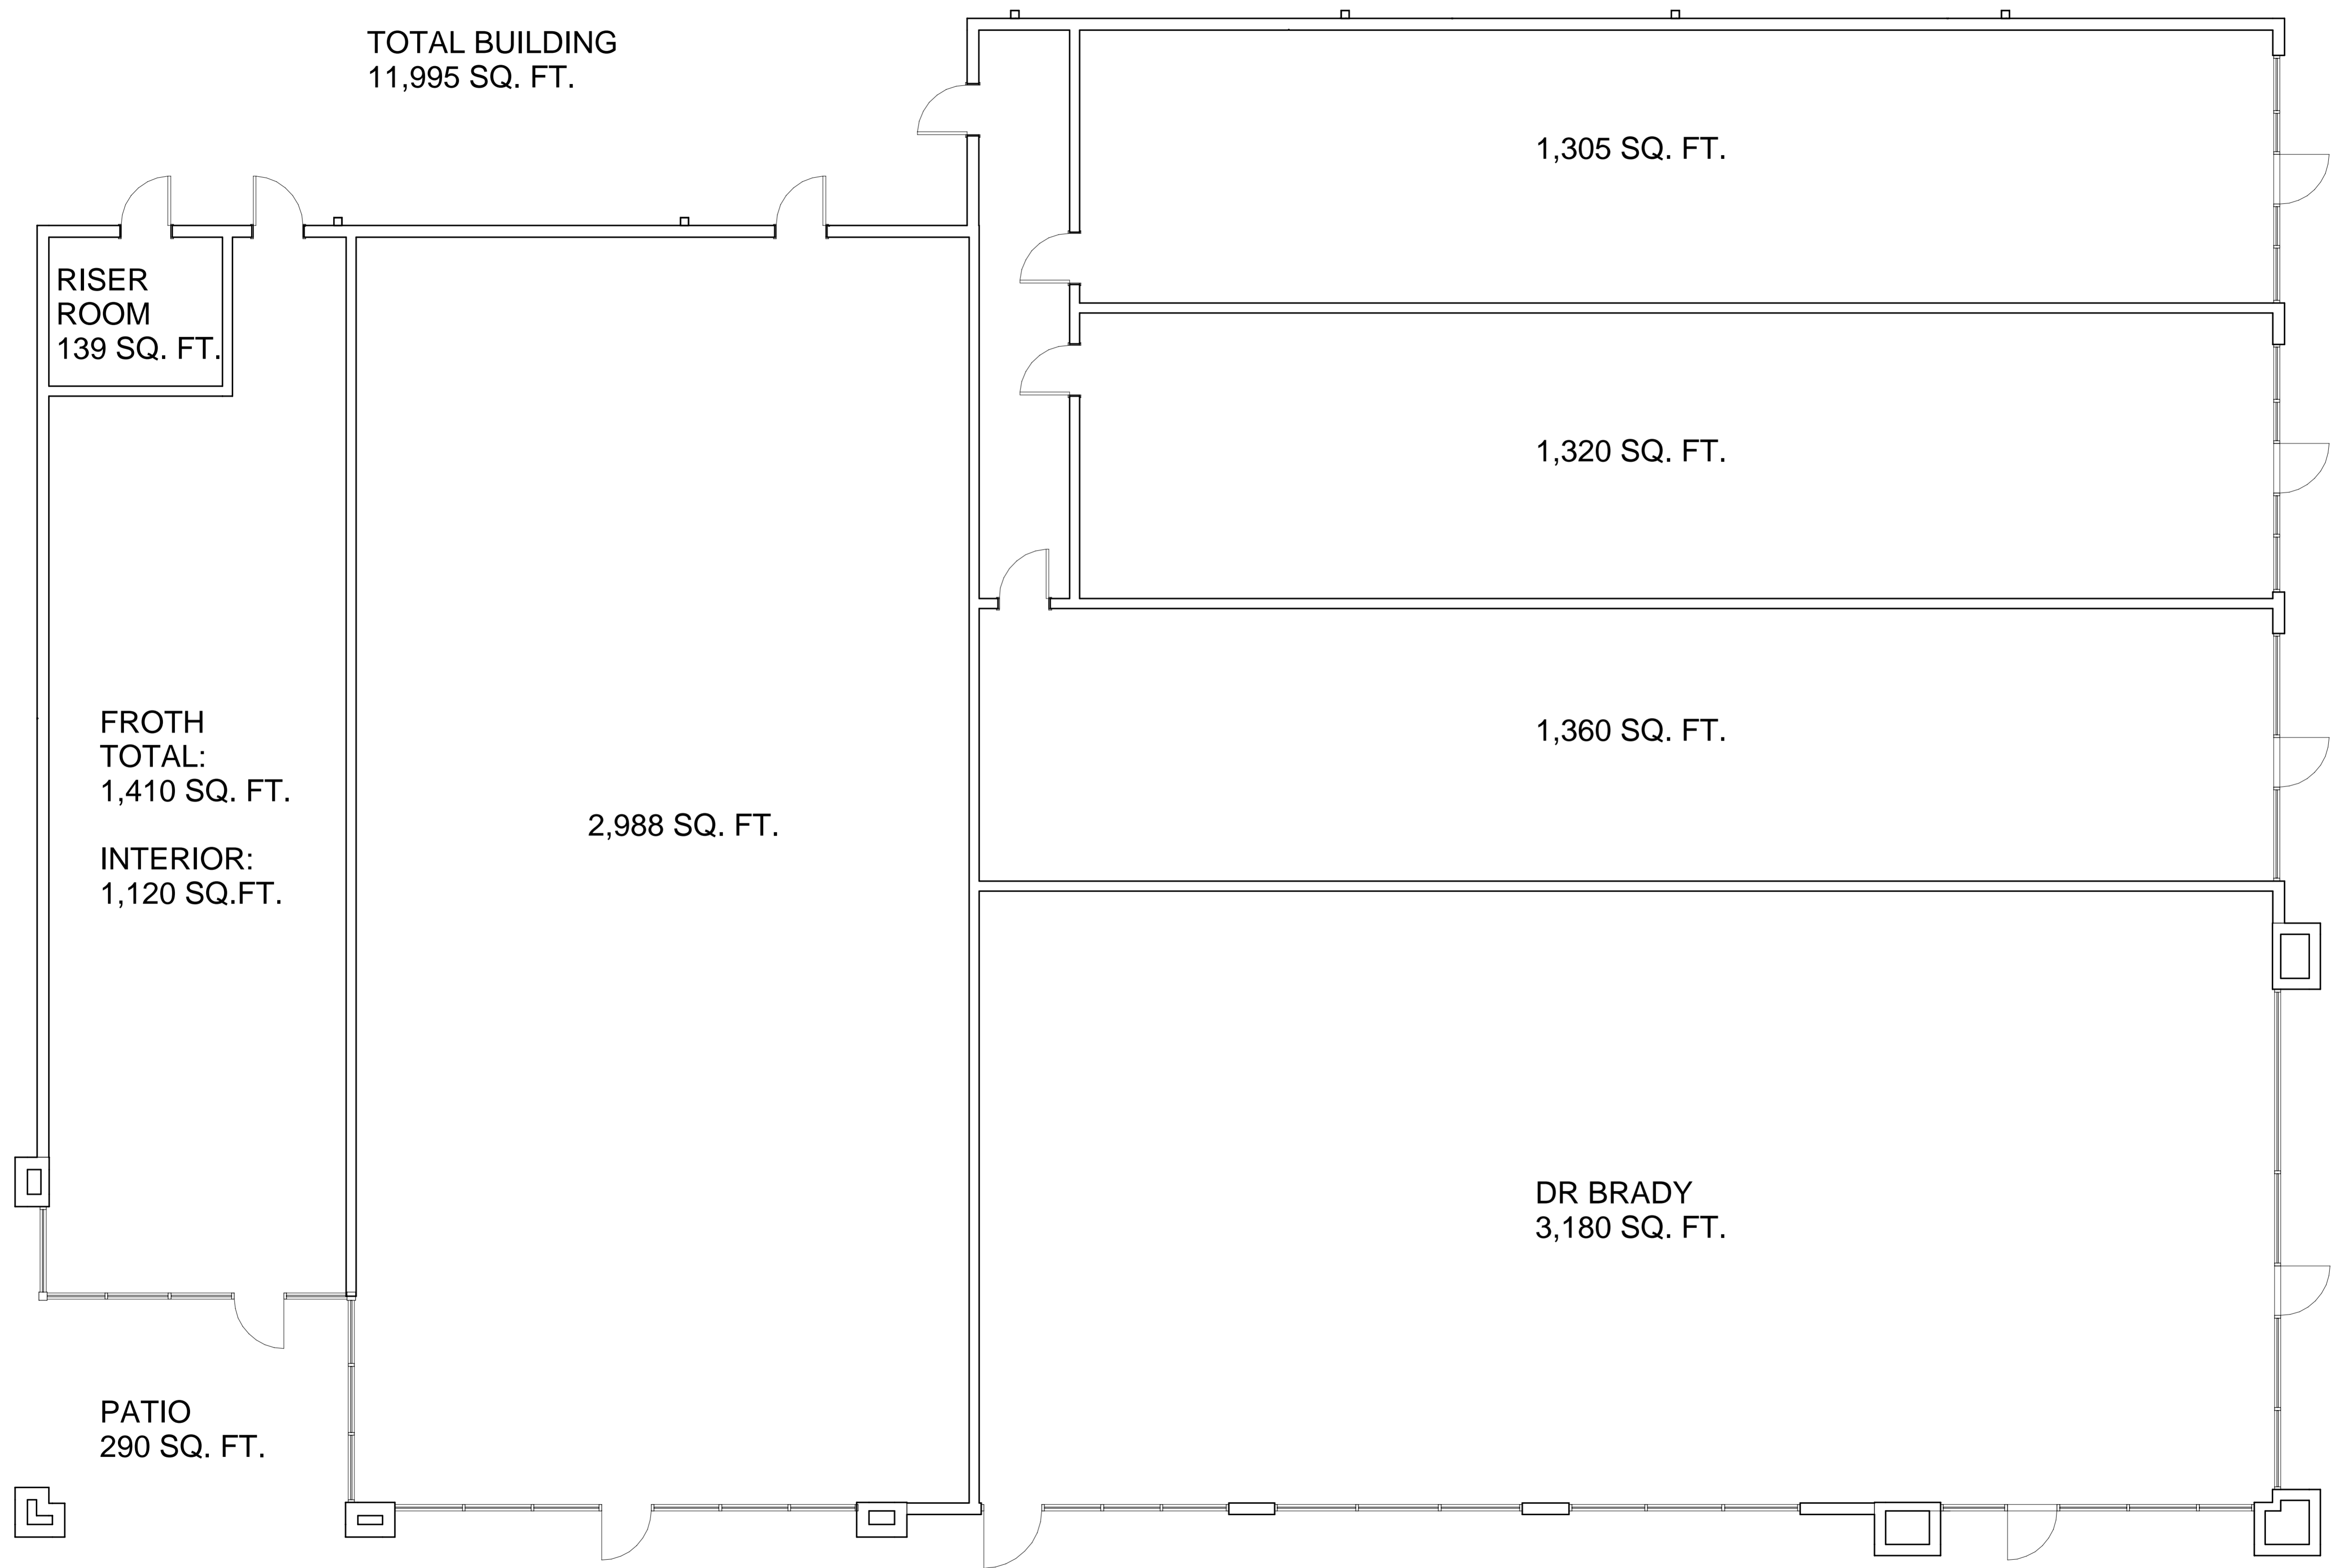 TOTAL BUILDING
11,995 SQ. FT.
1,305 SQ. FT.
RISER
ROOM
139 SQ. FT.
1,320 SQ. FT.
FROTH
TOTAL:
1,410 SQ. FT.
INTERIOR:
1,120 SQ.FT.
2,988 SQ. FT.
1,360 SQ. FT.
DR BRADY
3,180 SQ. FT.
PATIO
290 SQ. FT.